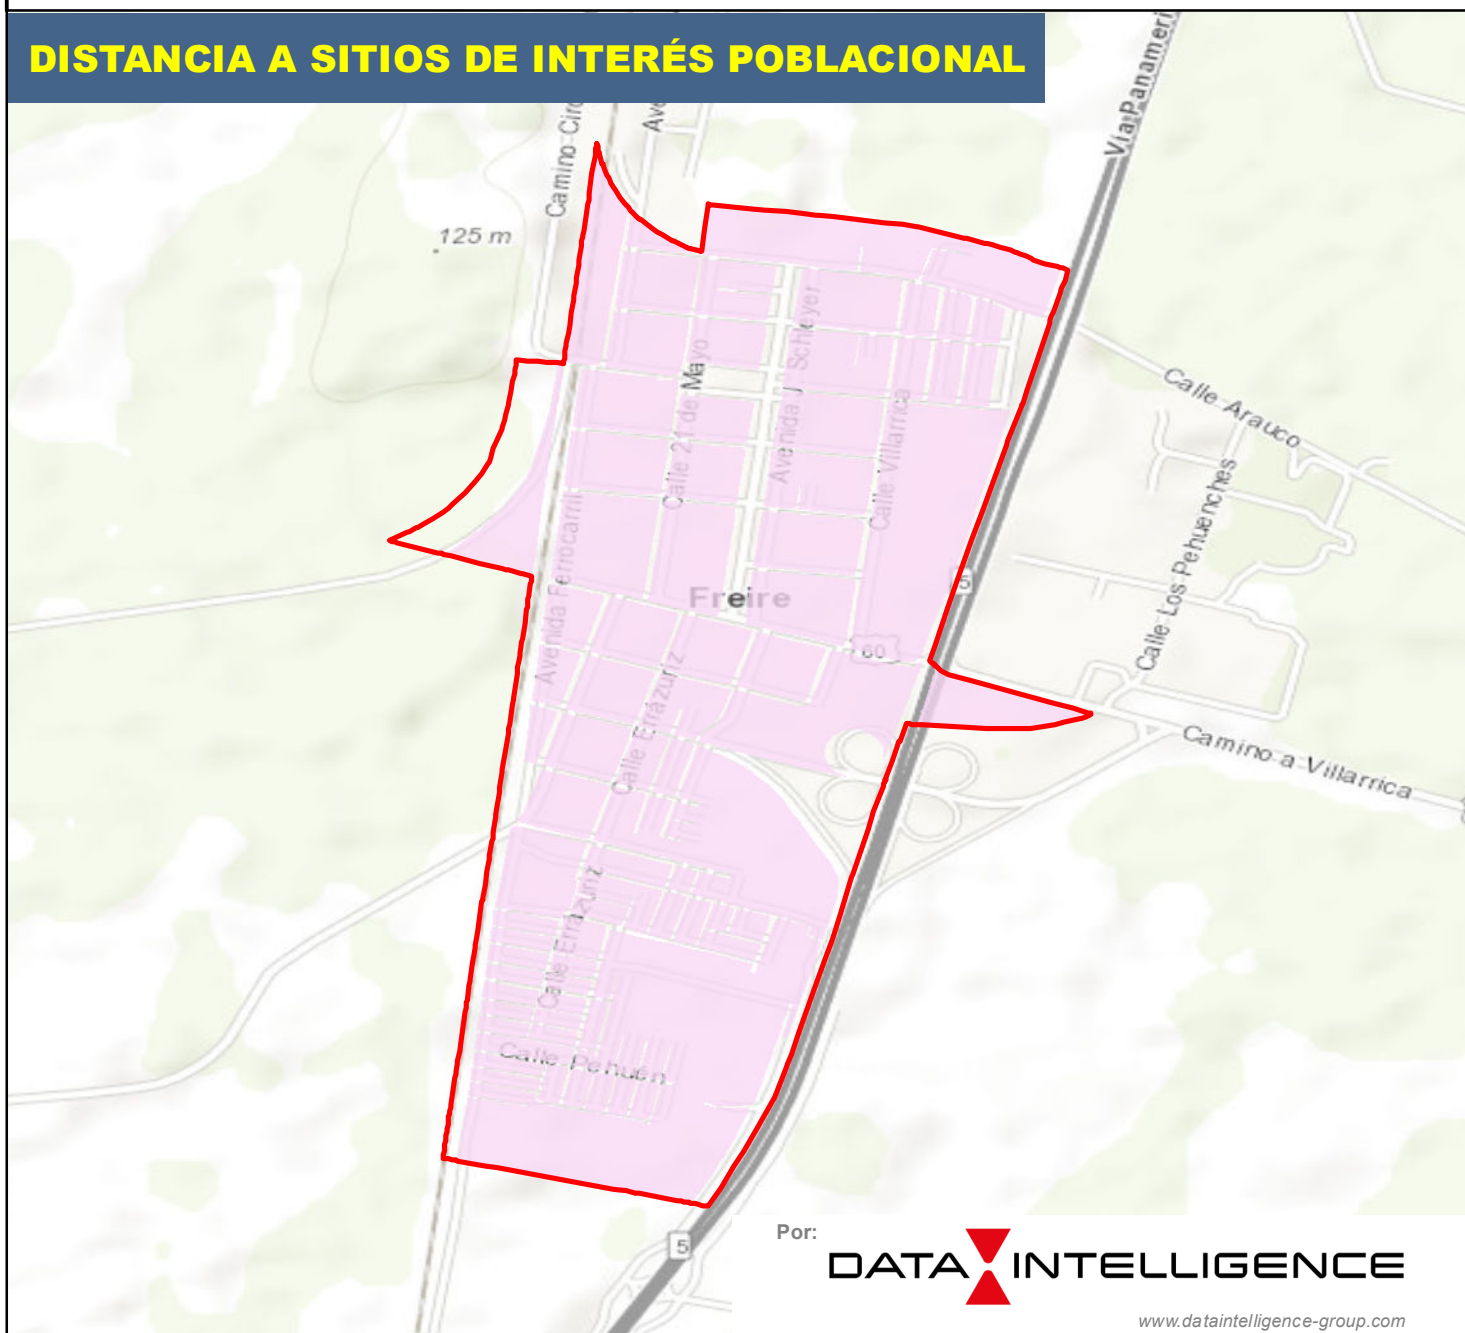 DISTANCIA A SITIOS DE INTERÉS POBLACIONAL
Vía Panameri
Camino Circ
Ave
125 m
Calle 21 de Mayo
Avenida J. Schleyer
Calle Villarrica
Calle Arauco
Calle Los Pehuenches
Avenida Ferrocarril
Freire
5
60
Calle Errázuriz
Camino a Villarrica
Calle Errázuriz
Calle Pehuén
5
Por:
DATA INTELLIGENCE
www.dataintelligence-group.com